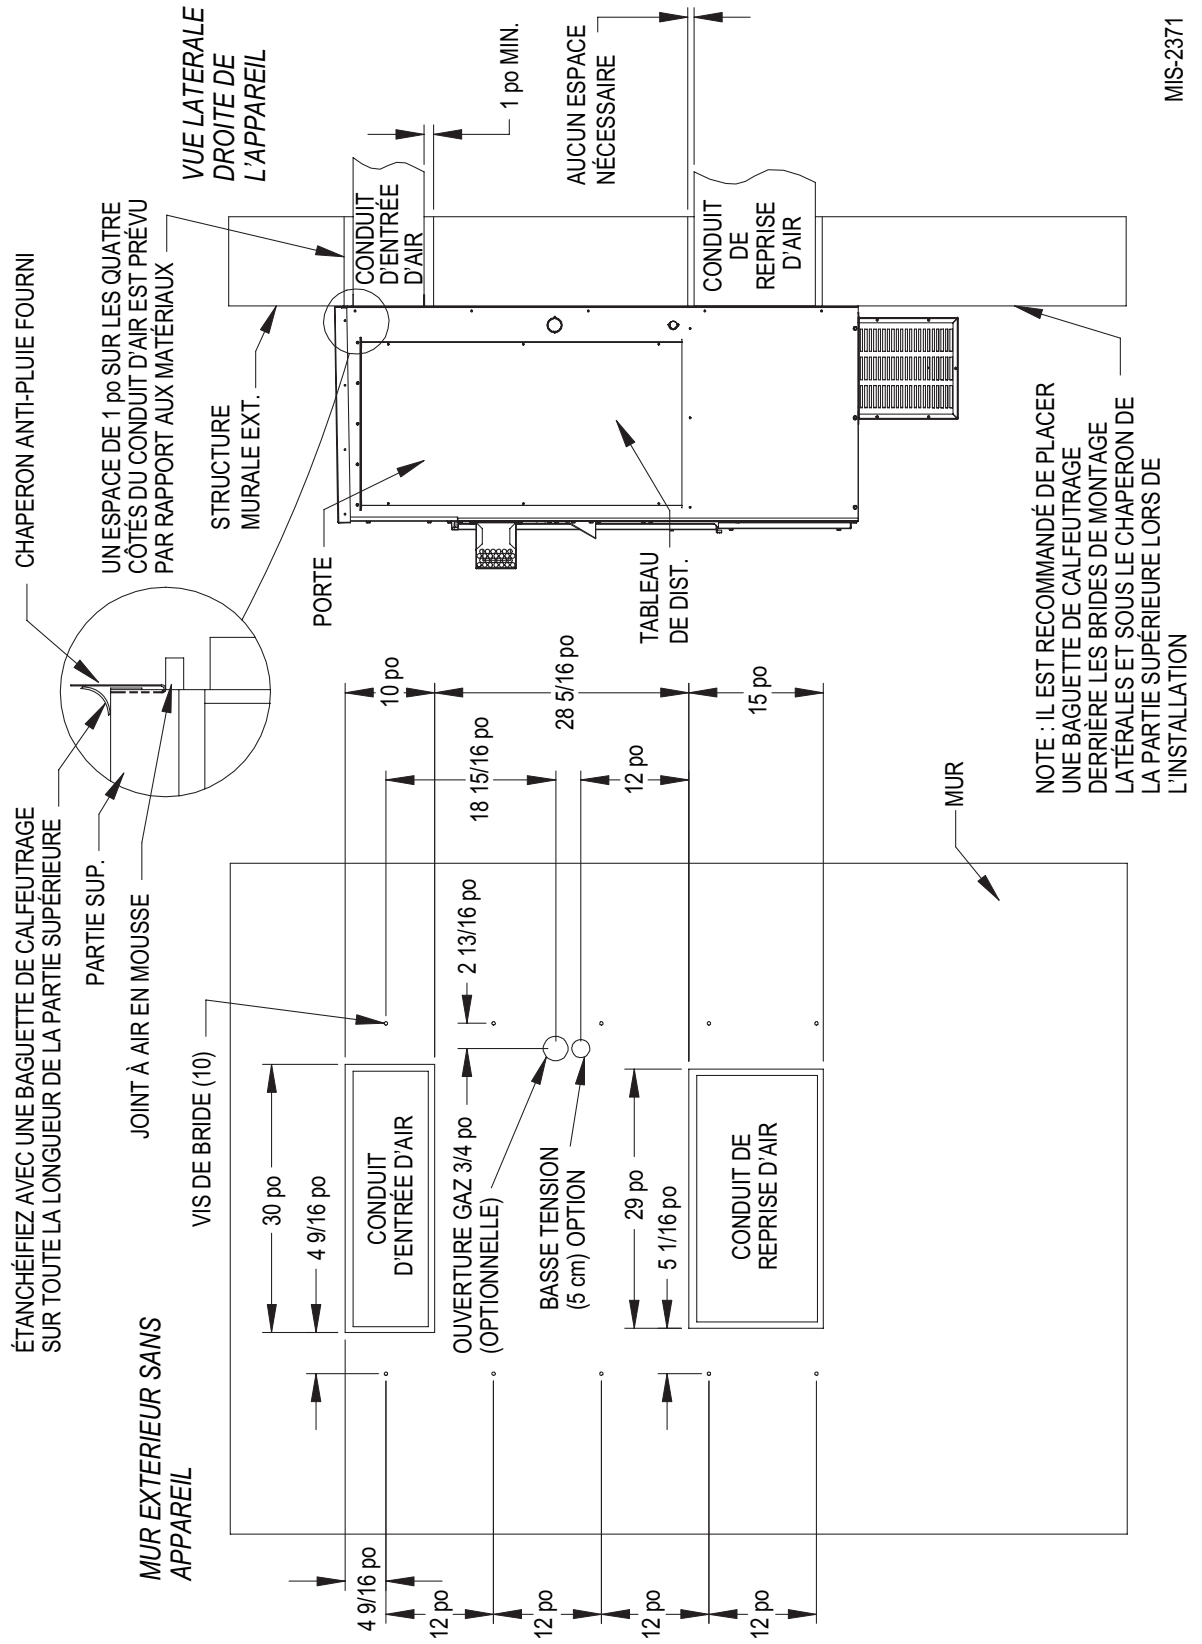 MUR EXTERIEUR SANS
APPAREIL
ÉTANCHÉIFIEZ AVEC UNE BAGUETTE DE CALFEUTRAGE
SUR TOUTE LA LONGUEUR DE LA PARTIE SUPÉRIEURE
PARTIE SUP.
JOINT À AIR EN MOUSSE
VIS DE BRIDE (10)
CHAPERON ANTI-PLUIE FOURNI
UN ESPACE DE 1 po SUR LES QUATRE
CÔTÉS DU CONDUIT D'AIR EST PRÉVU
PAR RAPPORT AUX MATÉRIAUX
VUE LATERALE
DROITE DE
L'APPAREIL
STRUCTURE
MURALE EXT.
PORTE
CONDUIT
D'ENTRÉE
D'AIR
1 po MIN.
AUCUN ESPACE
NÉCESSAIRE
CONDUIT
DE
REPRISE
D'AIR
TABLEAU
DE DIST.
30 po
4 9/16 po
CONDUIT
D'ENTRÉE D'AIR
10 po
18 15/16 po
28 5/16 po
12 po
15 po
2 13/16 po
OUVERTURE GAZ 3/4 po
(OPTIONNELLE)
BASSE TENSION
(5 cm) OPTION
29 po
5 1/16 po
CONDUIT DE
REPRISE D'AIR
4 9/16 po
12 po
12 po
12 po
12 po
MUR
NOTE : IL EST RECOMMANDÉ DE PLACER
UNE BAGUETTE DE CALFEUTRAGE
DERRIÈRE LES BRIDES DE MONTAGE
LATÉRALES ET SOUS LE CHAPERON DE
LA PARTIE SUPÉRIEURE LORS DE
L'INSTALLATION
MIS-2371